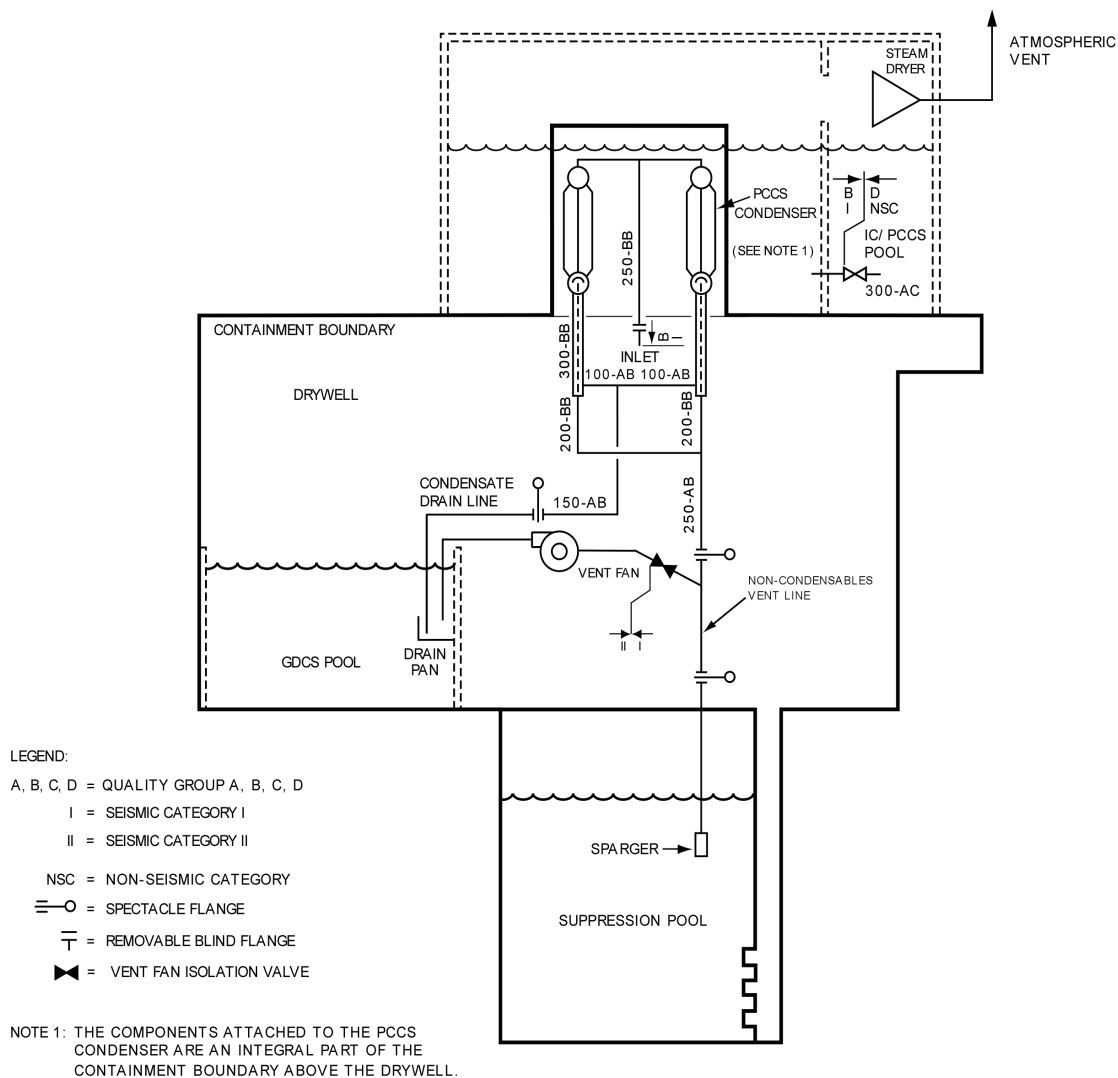 ATMOSPHERIC
VENT
STEAM
DRYER
PCCS
CONDENSER
(SEE NOTE 1)
B
I
D
NSC
IC/ PCCS
POOL
300-AC
250-BB
CONTAINMENT BOUNDARY
DRYWELL
300-BB
B
I
INLET
100-AB 100-AB
200-BB
200-BB
CONDENSATE
DRAIN LINE
150-AB
250-AB
VENT FAN
NON-CONDENSABLES
VENT LINE
II I
DRAIN
PAN
GDCS POOL
SPARGER
SUPPRESSION POOL
LEGEND:
A, B, C, D = QUALITY GROUP A, B, C, D
I = SEISMIC CATEGORY I
II = SEISMIC CATEGORY II
NSC = NON-SEISMIC CATEGORY
= SPECTACLE FLANGE
= REMOVABLE BLIND FLANGE
= VENT FAN ISOLATION VALVE
NOTE 1: THE COMPONENTS ATTACHED TO THE PCCS
CONDENSER ARE AN INTEGRAL PART OF THE
CONTAINMENT BOUNDARY ABOVE THE DRYWELL.